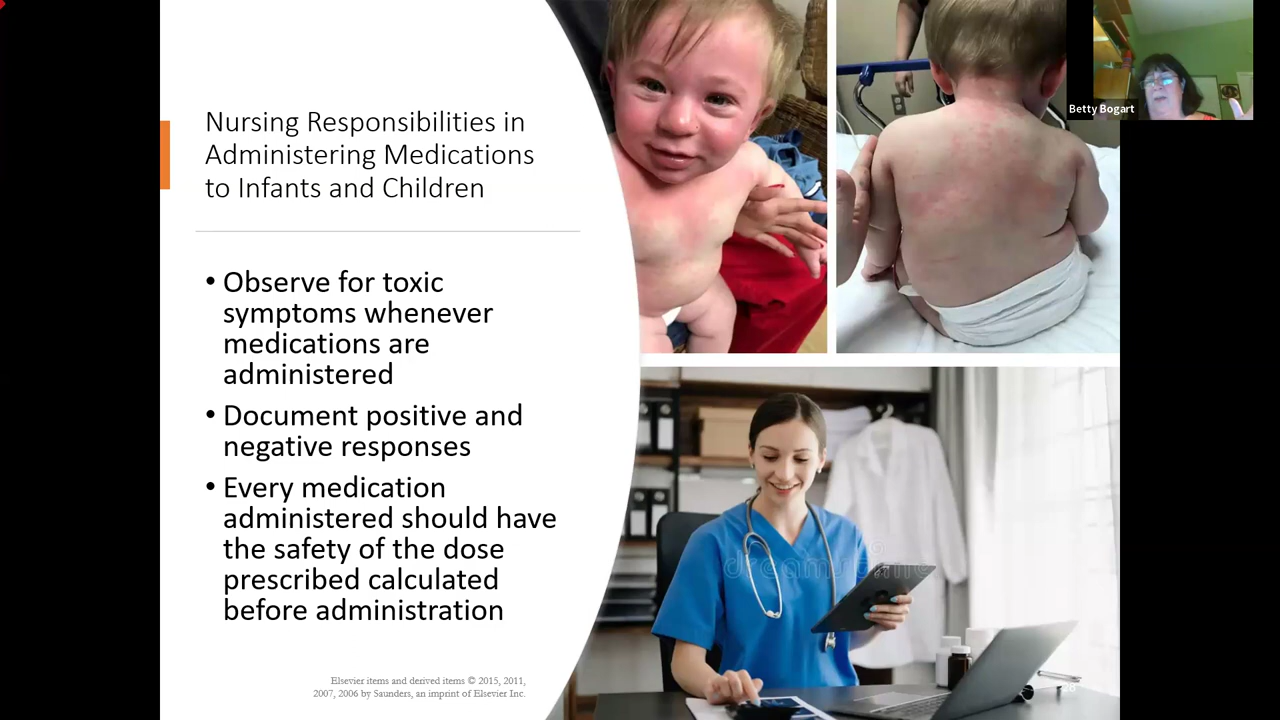 Nursing Responsibilities in
Administering Medications
to Infants and Children
• Observe for toxic
symptoms whenever
medications are
administered
• Document positive and
negative responses
• Every medication
administered should have
the safety of the dose
prescribed calculated
before administration
Elsevier items and derived items © 2015, 2011,
2007, 2006 by Saunders, an imprint of Elsevier Inc.
Betty Bogart
dreamstime
28